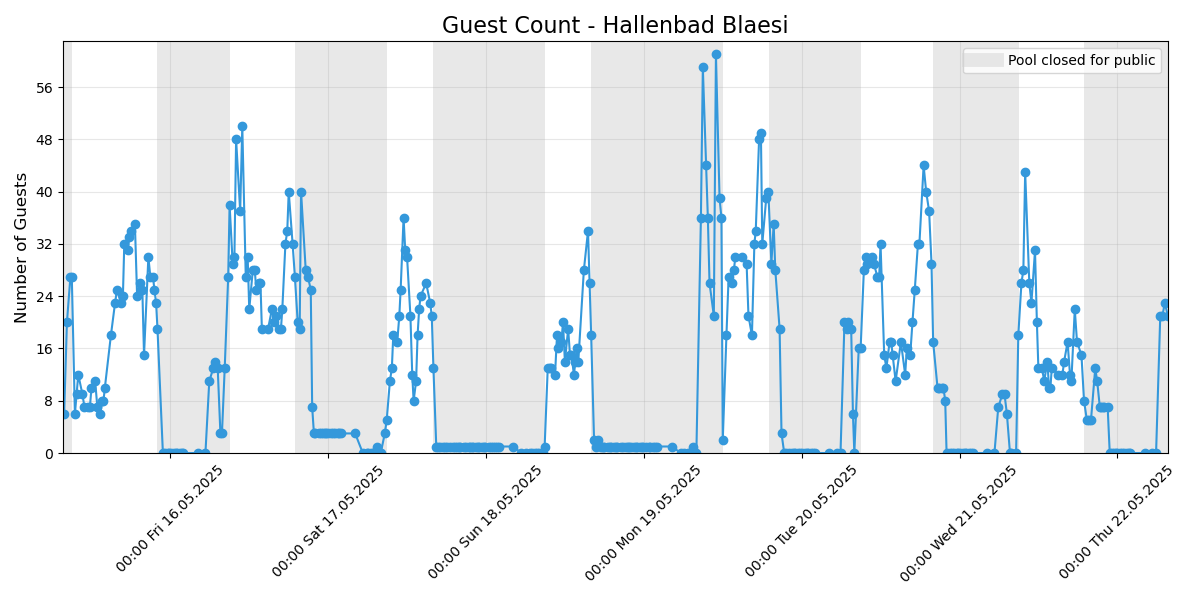 Guest Count - Hallenbad Blaesi
Pool closed for public
Number of Guests
56
48
40
32
24
16
8
0
00:00 Fri 16.05.2025
00:00 Sat 17.05.2025
00:00 Sun 18.05.2025
00:00 Mon 19.05.2025
00:00 Tue 20.05.2025
00:00 Wed 21.05.2025
00:00 Thu 22.05.2025